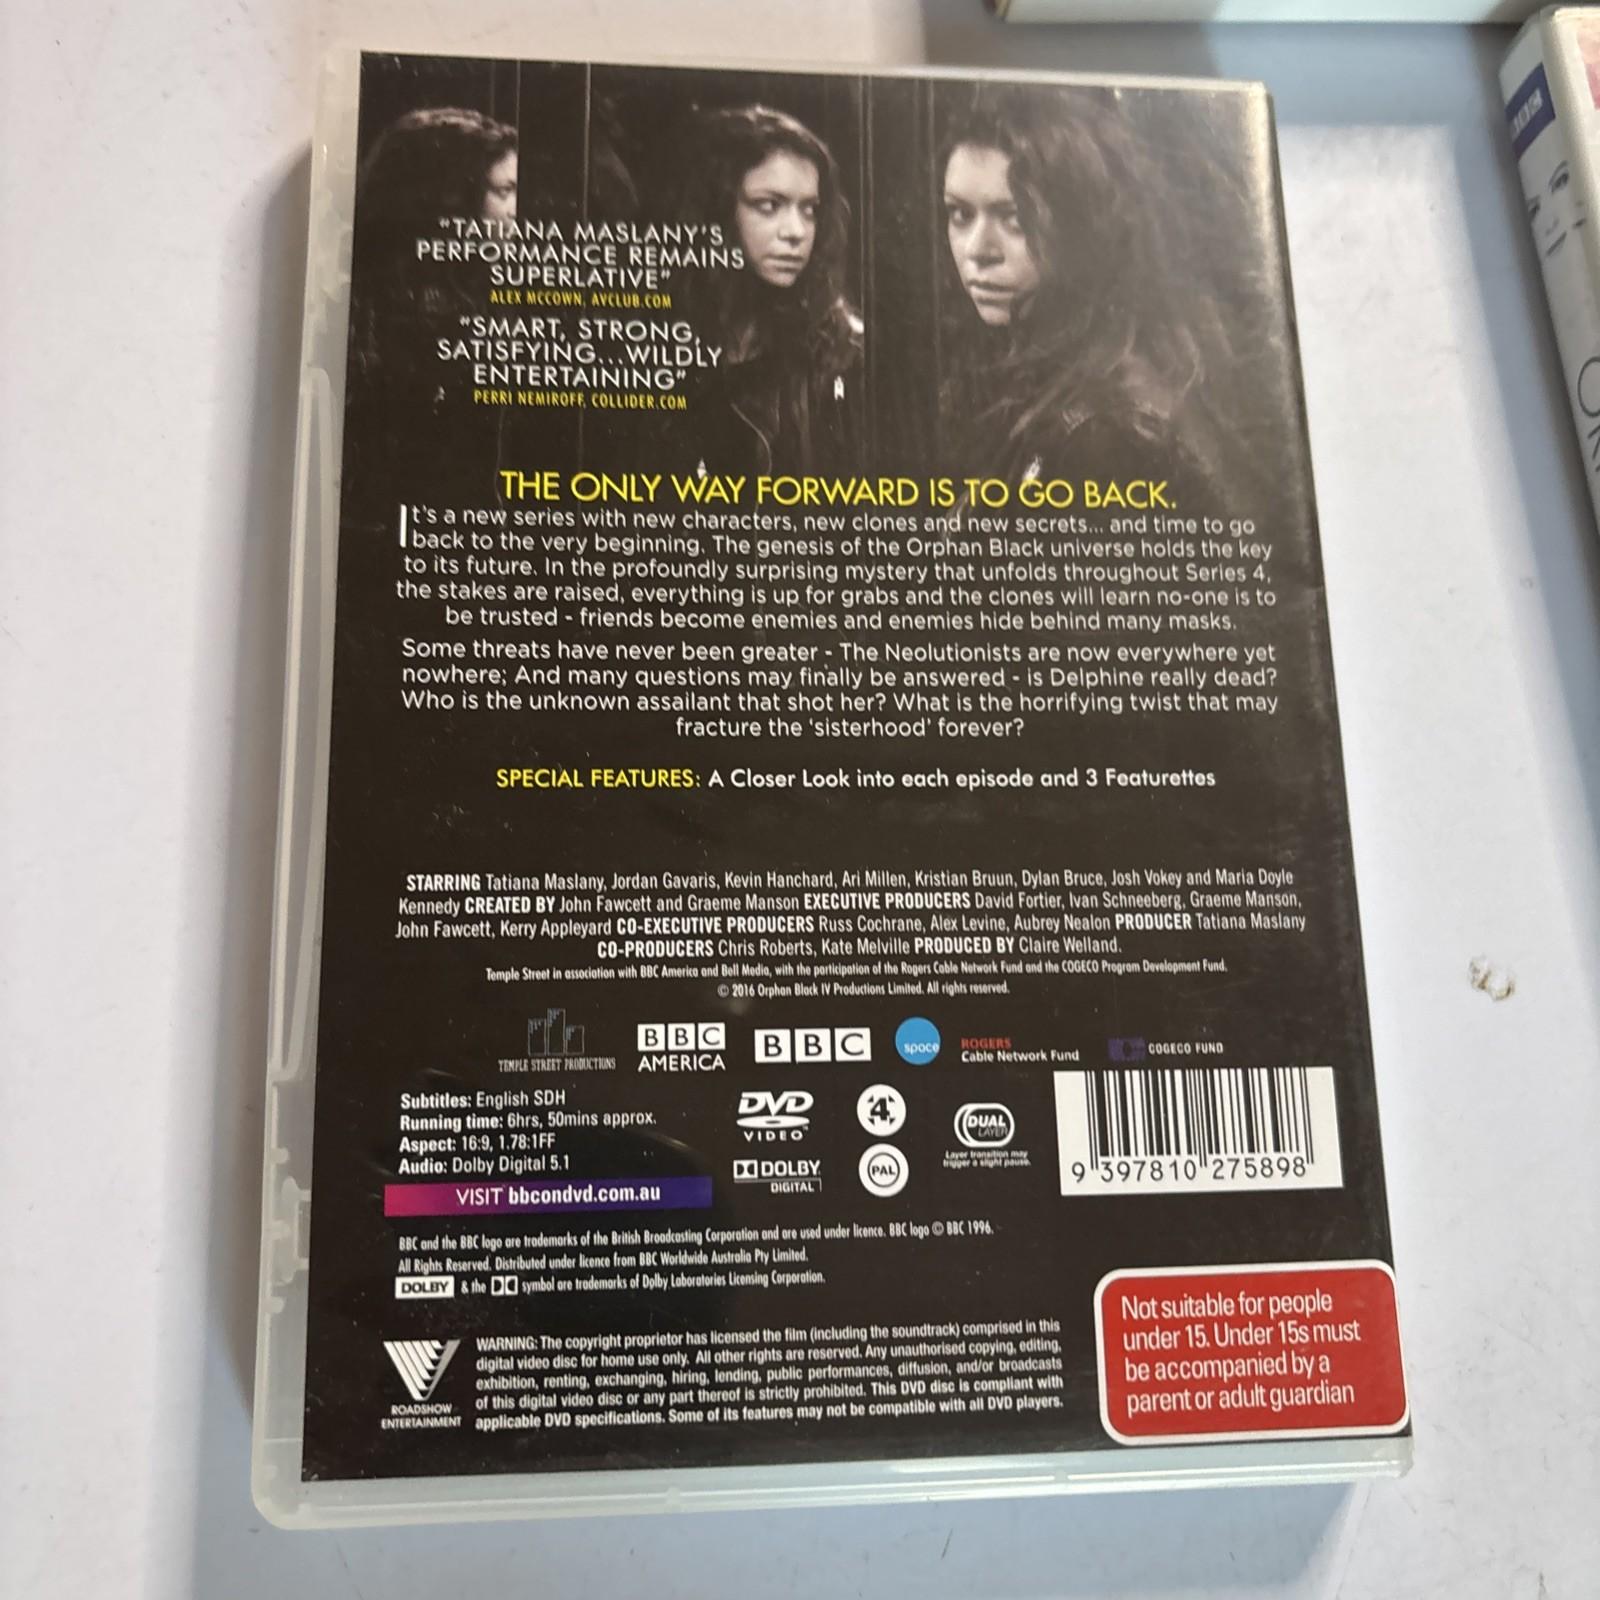 "TATIANA MASLANY'S
PERFORMANCE REMAINS
SUPERLATIVE"
ALEX MCCOWN, AVCLUB.COM
"SMART, STRONG,
SATISFYING...WILDLY
ENTERTAINING"
PERRI NEMIROFF, COLLIDER.COM
THE ONLY WAY FORWARD IS TO GO BACK.
It's a new series with new characters, new clones and new secrets... and time to go
back to the very beginning. The genesis of the Orphan Black universe holds the key
to its future. In the profoundly surprising mystery that unfolds throughout Series 4,
the stakes are raised, everything is up for grabs and the clones will learn no-one is to
be trusted - friends become enemies and enemies hide behind many masks.
Some threats have never been greater - The Neolutionists are now everywhere yet
nowhere; And many questions may finally be answered - is Delphine really dead?
Who is the unknown assailant that shot her? What is the horrifying twist that may
fracture the 'sisterhood' forever?
SPECIAL FEATURES: A Closer Look into each episode and 3 Featurettes
STARRING Tatiana Maslany, Jordan Gavaris, Kevin Hanchard, Ari Millen, Kristian Bruun, Dylan Bruce, Josh Vokey and Maria Doyle
Kennedy CREATED BY John Fawcett and Graeme Manson EXECUTIVE PRODUCERS David Fortier, Ivan Schneeberg, Graeme Manson,
John Fawcett, Kerry Appleyard CO-EXECUTIVE PRODUCERS Russ Cochrane, Alex Levine, Aubrey Nealon PRODUCER Tatiana Maslany
CO-PRODUCERS Chris Roberts, Kate Melville PRODUCED BY Claire Welland.
Temple Street in association with BBC America and Bell Media, with the participation of the Rogers Cable Network Fund and the COGECO Program Development Fund.
© 2016 Orphan Black IV Productions Limited. All rights reserved.
TEMPLE STREET PRODUCTIONS
BBC
AMERICA
BBC
space
ROGERS
Cable Network Fund
COGECO FUND
Subtitles: English SDH
Running time: 6hrs, 50mins approx.
Aspect: 16:9, 1.78:1FF
Audio: Dolby Digital 5.1
VISIT bbcondvd.com.au
DVD
VIDEO™
DOLBY
DIGITAL
4
PAL
DUAL
LAYER
Layer transition may
trigger a slight pause.
9 397810 275898
BBC and the BBC logo are trademarks of the British Broadcasting Corporation and are used under licence. BBC logo © BBC 1996.
All Rights Reserved. Distributed under licence from BBC Worldwide Australia Pty Limited.
DOLBY & the symbol are trademarks of Dolby Laboratories Licensing Corporation.
ROADSHOW
ENTERTAINMENT
WARNING: The copyright proprietor has licensed the film (including the soundtrack) comprised in this
digital video disc for home use only. All other rights are reserved. Any unauthorised copying, editing,
exhibition, renting, exchanging, hiring, lending, public performances, diffusion, and/or broadcasts
of this digital video disc or any part thereof is strictly prohibited. This DVD disc is compliant with
applicable DVD specifications. Some of its features may not be compatible with all DVD players.
Not suitable for people
under 15. Under 15s must
be accompanied by a
parent or adult guardian
BBC